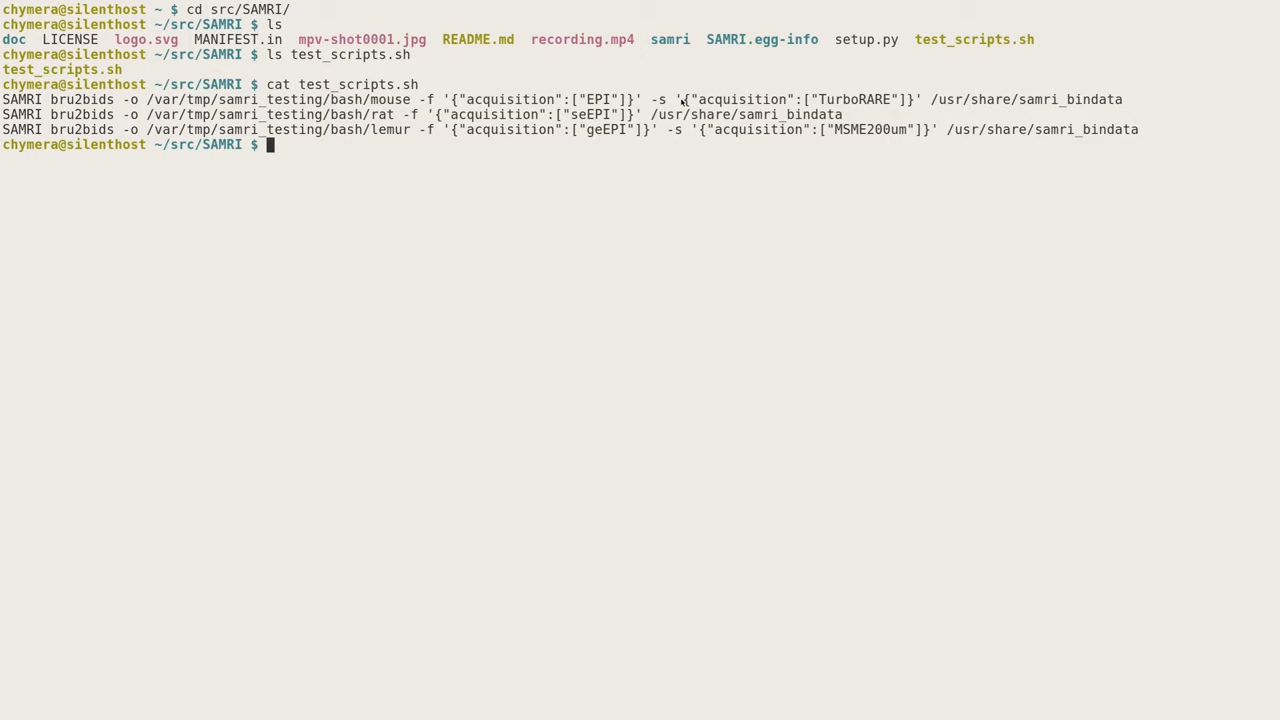 chymera@silenthost ~ $ cd src/SAMRI/
chymera@silenthost ~/src/SAMRI $ ls
doc  LICENSE  logo.svg  MANIFEST.in  mpv-shot0001.jpg  README.md  recording.mp4  samri  SAMRI.egg-info  setup.py  test_scripts.sh
chymera@silenthost ~/src/SAMRI $ ls test_scripts.sh
test_scripts.sh
chymera@silenthost ~/src/SAMRI $ cat test_scripts.sh
SAMRI bru2bids -o /var/tmp/samri_testing/bash/mouse -f '{"acquisition":["EPI"]}' -s '{"acquisition":["TurboRARE"]}' /usr/share/samri_bindata
SAMRI bru2bids -o /var/tmp/samri_testing/bash/rat -f '{"acquisition":["seEPI"]}' /usr/share/samri_bindata
SAMRI bru2bids -o /var/tmp/samri_testing/bash/lemur -f '{"acquisition":["geEPI"]}' -s '{"acquisition":["MSME200um"]}' /usr/share/samri_bindata
chymera@silenthost ~/src/SAMRI $